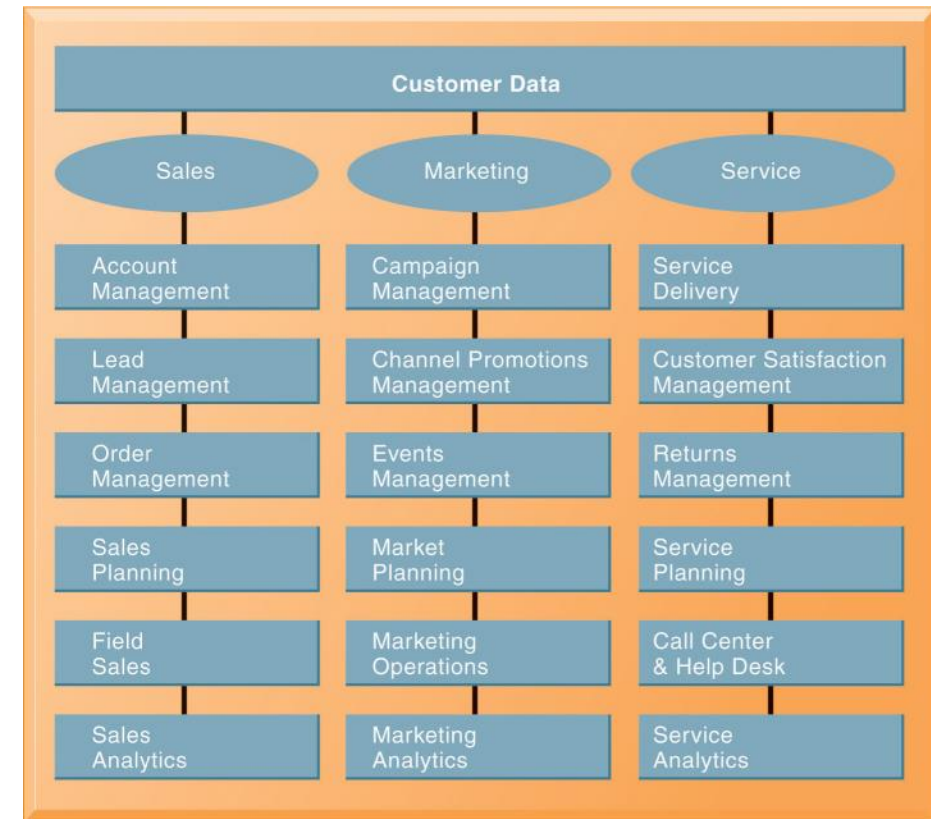 Customer Data
Sales
Marketing
Service
Account
Management
Lead
Management
Order
Management
Sales
Planning
Field
Sales
Sales
Analytics
Campaign
Management
Channel Promotions
Management
Events
Management
Market
Planning
Marketing
Operations
Marketing
Analytics
Service
Delivery
Customer Satisfaction
Management
Returns
Management
Service
Planning
Call Center
& Help Desk
Service
Analytics